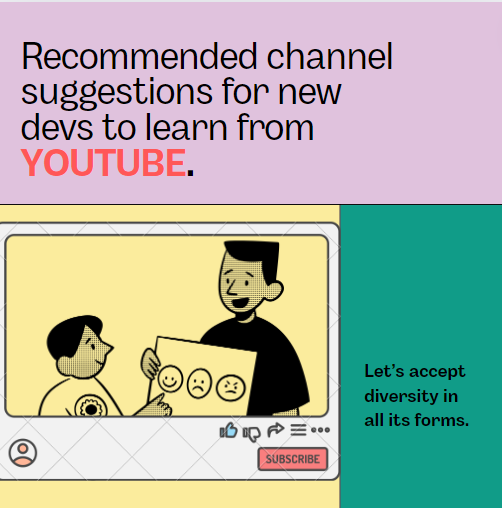 Recommended channel
suggestions for new
devs to learn from
YOUTUBE.
Let's accept
diversity in
all its forms.
SUBSCRIBE